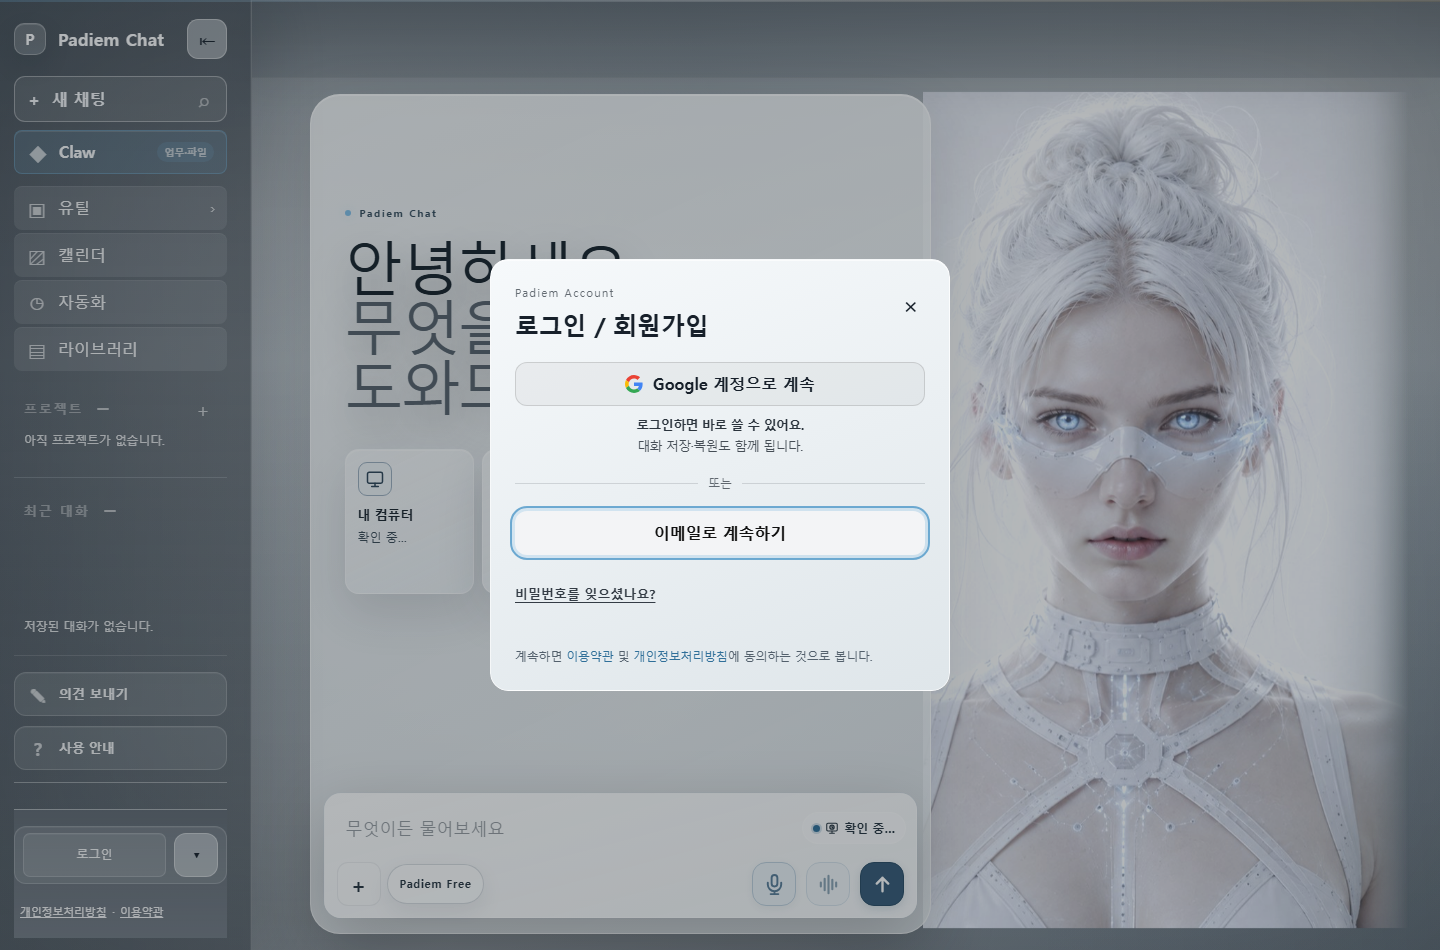 P Padiem Chat
+ 새 채팅
Claw 업무·파일
유틸
캘린더
자동화
라이브러리
프로젝트
아직 프로젝트가 없습니다.
최근 대화
저장된 대화가 없습니다.
의견 보내기
? 사용 안내
로그인
개인정보처리방침 · 이용약관
Padiem Chat
안녕하세요
무엇을
도와드
내 컴퓨터
확인 중...
Padiem Account
로그인 / 회원가입
Google 계정으로 계속
로그인하면 바로 쓸 수 있어요.
대화 저장·복원도 함께 됩니다.
또는
이메일로 계속하기
비밀번호를 잊으셨나요?
계속하면 이용약관 및 개인정보처리방침에 동의하는 것으로 봅니다.
무엇이든 물어보세요
확인 중...
+ Padiem Free